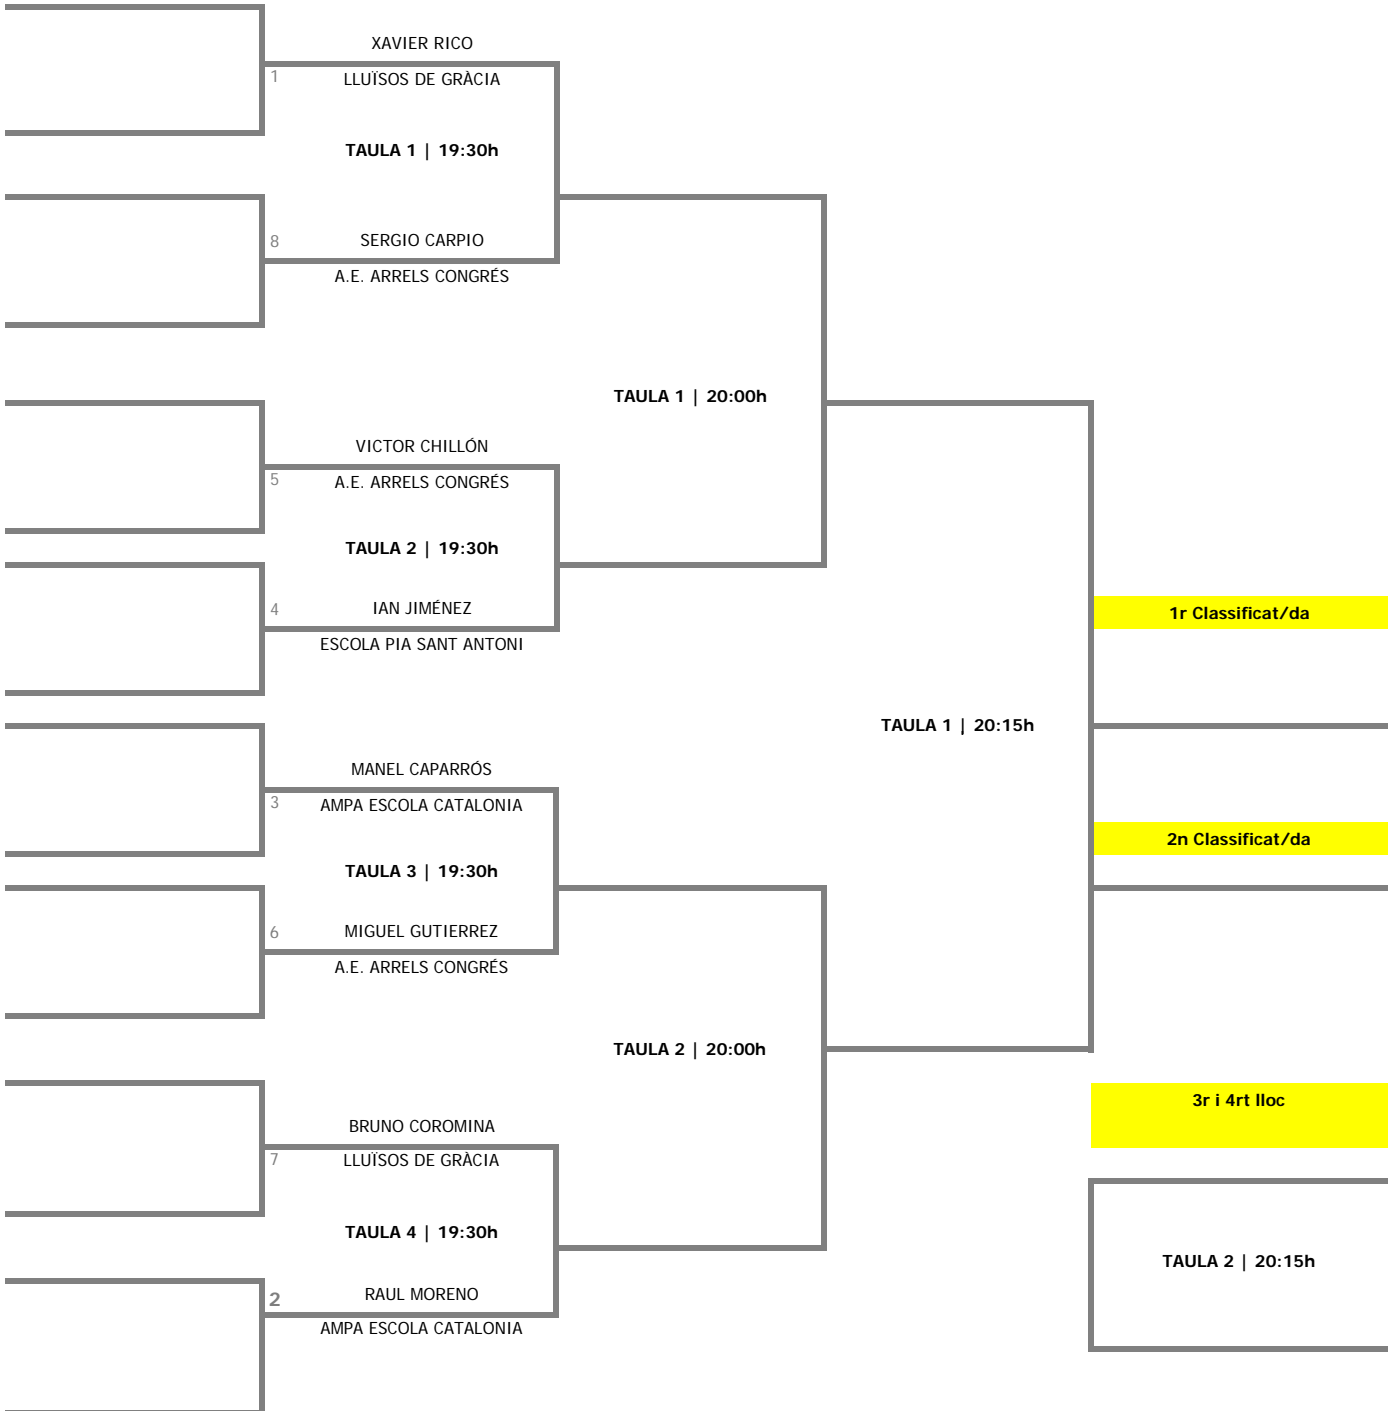 XAVIER RICO
1
LLUÏSOS DE GRÀCIA
TAULA 1 | 19:30h
8
SERGIO CARPIO
A.E. ARRELS CONGRÉS
TAULA 1 | 20:00h
VICTOR CHILLÓN
5
A.E. ARRELS CONGRÉS
TAULA 2 | 19:30h
4
IAN JIMÉNEZ
ESCOLA PIA SANT ANTONI
1r Classificat/da
TAULA 1 | 20:15h
MANEL CAPARRÓS
3
AMPA ESCOLA CATALONIA
2n Classificat/da
TAULA 3 | 19:30h
6
MIGUEL GUTIERREZ
A.E. ARRELS CONGRÉS
TAULA 2 | 20:00h
3r i 4rt lloc
BRUNO COROMINA
7
LLUÏSOS DE GRÀCIA
TAULA 4 | 19:30h
TAULA 2 | 20:15h
2
RAUL MORENO
AMPA ESCOLA CATALONIA